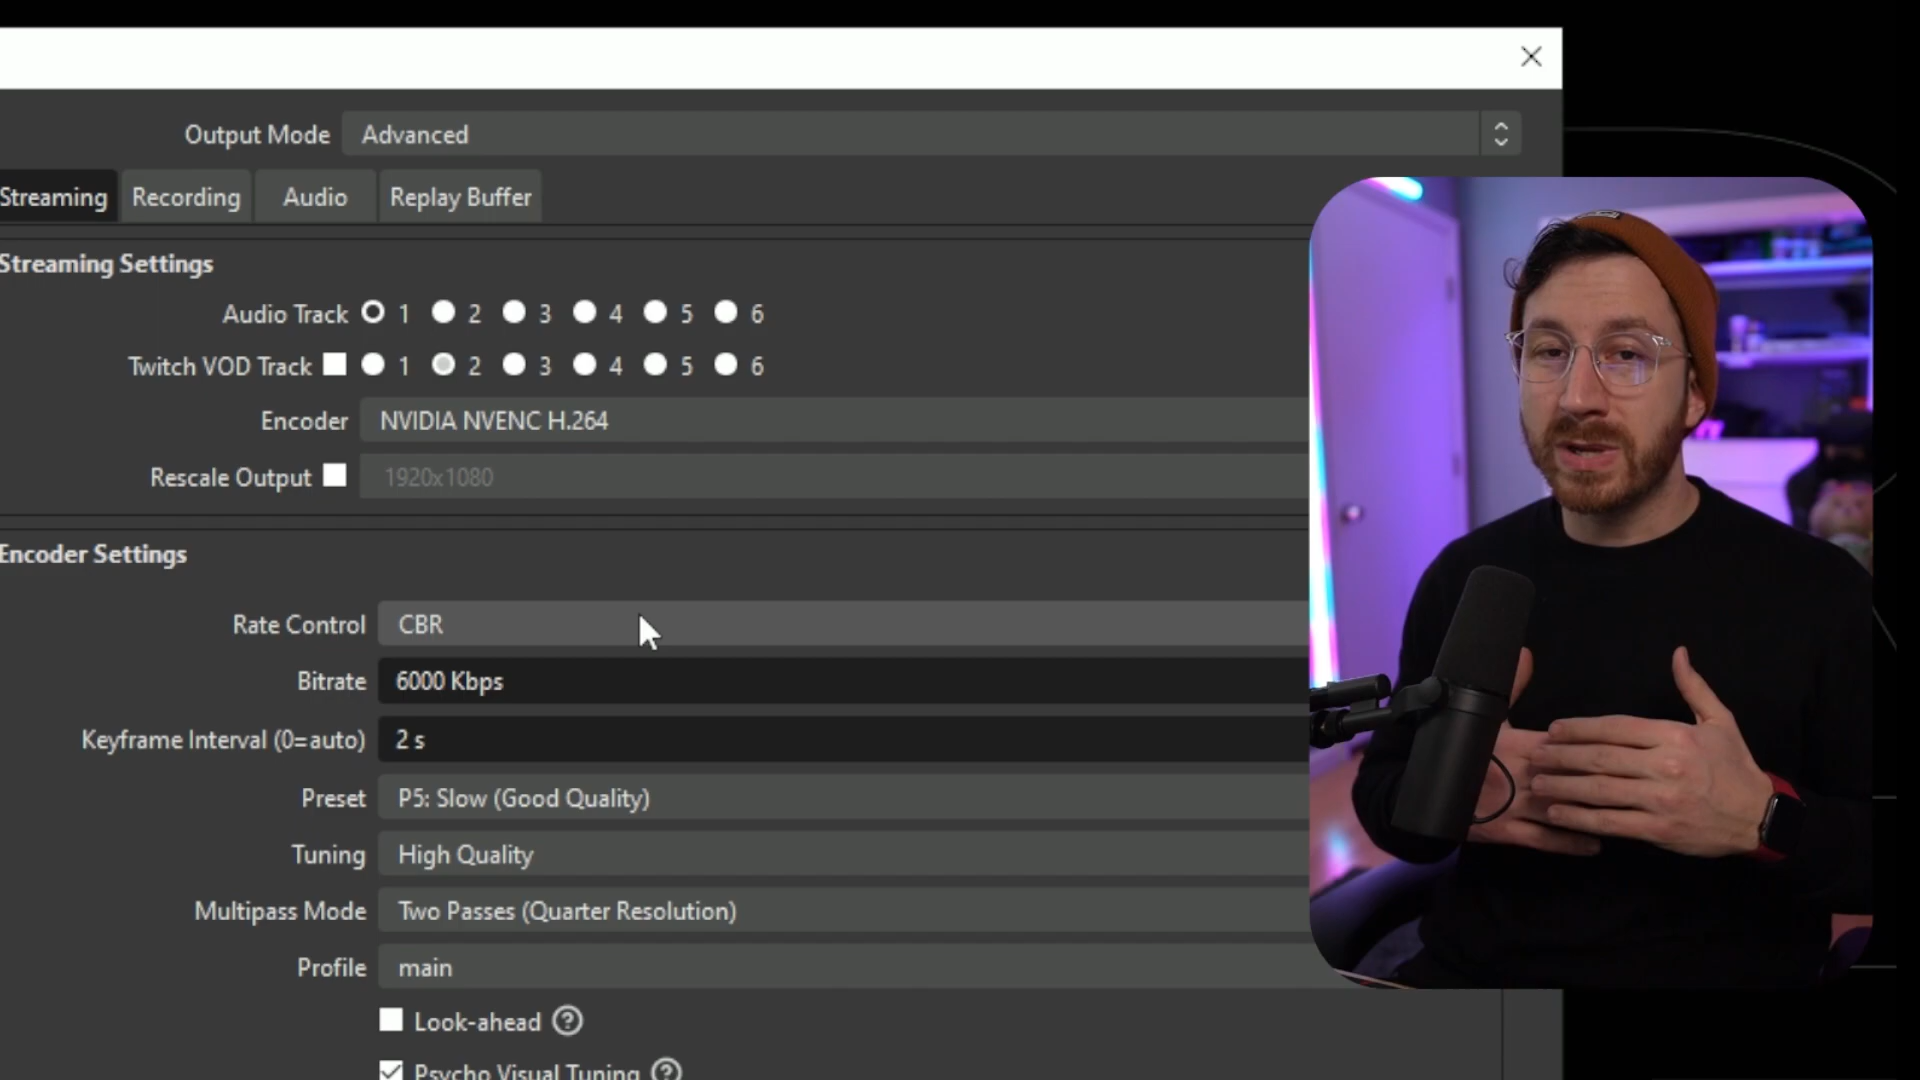 Output Mode Advanced
Streaming Recording Audio Replay Buffer
Streaming Settings
Audio Track 1 2 3 4 5 6
Twitch VOD Track 1 2 3 4 5 6
Encoder NVIDIA NVENC H.264
Rescale Output 1920x1080
Encoder Settings
Rate Control CBR
Bitrate 6000 Kbps
Keyframe Interval (0=auto) 2 s
Preset P5: Slow (Good Quality)
Tuning High Quality
Multipass Mode Two Passes (Quarter Resolution)
Profile main
Look-ahead ?
Psycho Visual Tuning ?